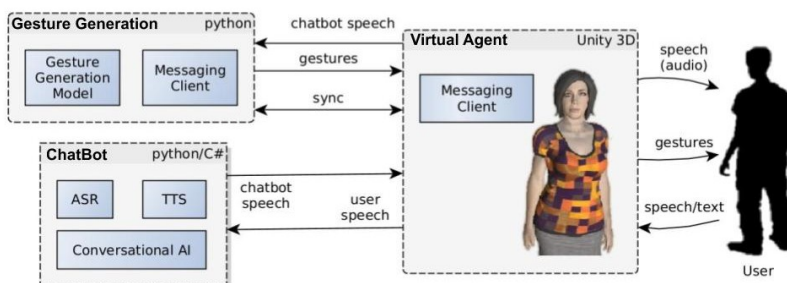 Gesture Generation
python
Gesture
Generation
Model
Messaging
Client
chatbot speech
gestures
sync
Virtual Agent
Unity 3D
Messaging
Client
speech
(audio)
gestures
speech/text
User
ChatBot
python/C#
ASR
TTS
Conversational AI
chatbot
speech
user
speech